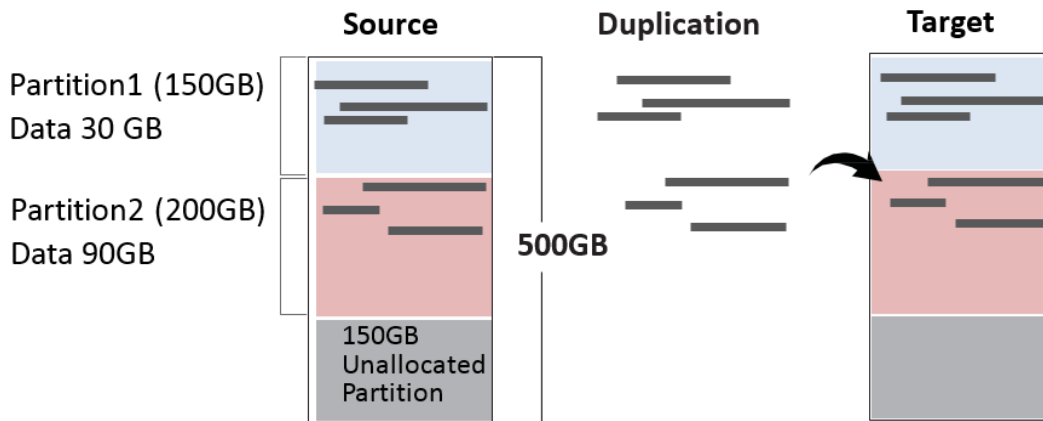 Source
Duplication
Target
Partition1 (150GB)
Data 30 GB
Partition2 (200GB)
Data 90GB
500GB
150GB
Unallocated
Partition